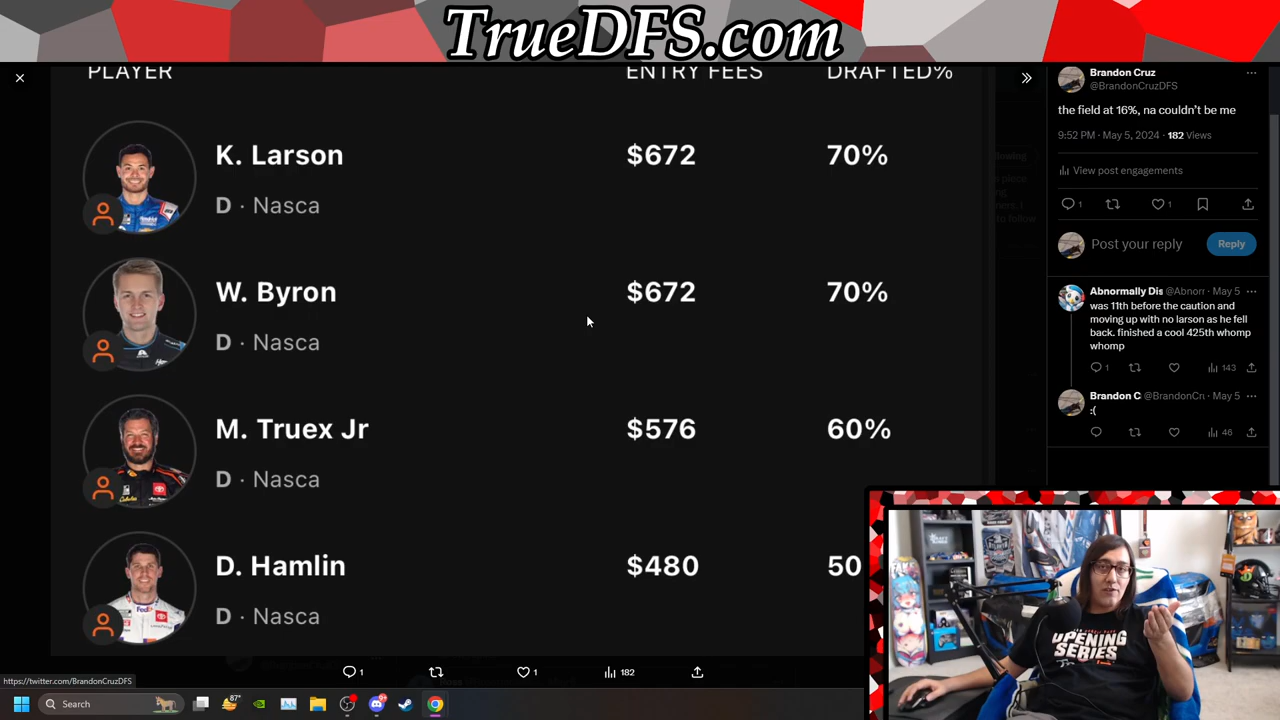 TrueDFS.com
PLAYER ENTRY FEES DRAFTED%
K. Larson $672 70%
D · Nasca
W. Byron $672 70%
D · Nasca
M. Truex Jr $576 60%
D · Nasca
D. Hamlin $480 50
D · Nasca
1 1 182
https://twitter.com/BrandonCruzDFS
Brandon Cruz
@BrandonCruzDFS
the field at 16%, na couldn't be me
9:52 PM · May 5, 2024 · 182 Views
View post engagements
1 1
Post your reply Reply
Abnormally Dis @Abnorr · May 5
was 11th before the caution and
moving up with no larson as he fell
back. finished a cool 425th whomp
whomp
1 143
Brandon C @BrandonCru · May 5
:(
46
OPENING
SERIES
Search
87°